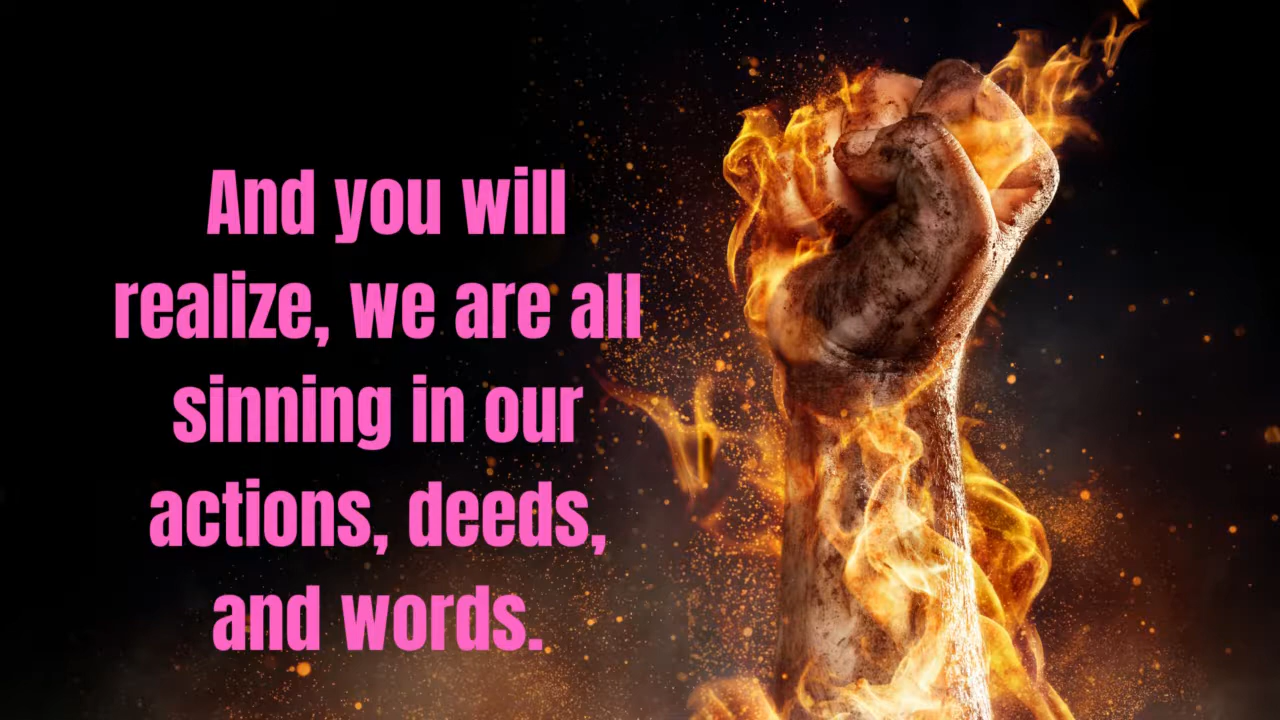 And you will
realize, we are all
sinning in our
actions, deeds,
and words.